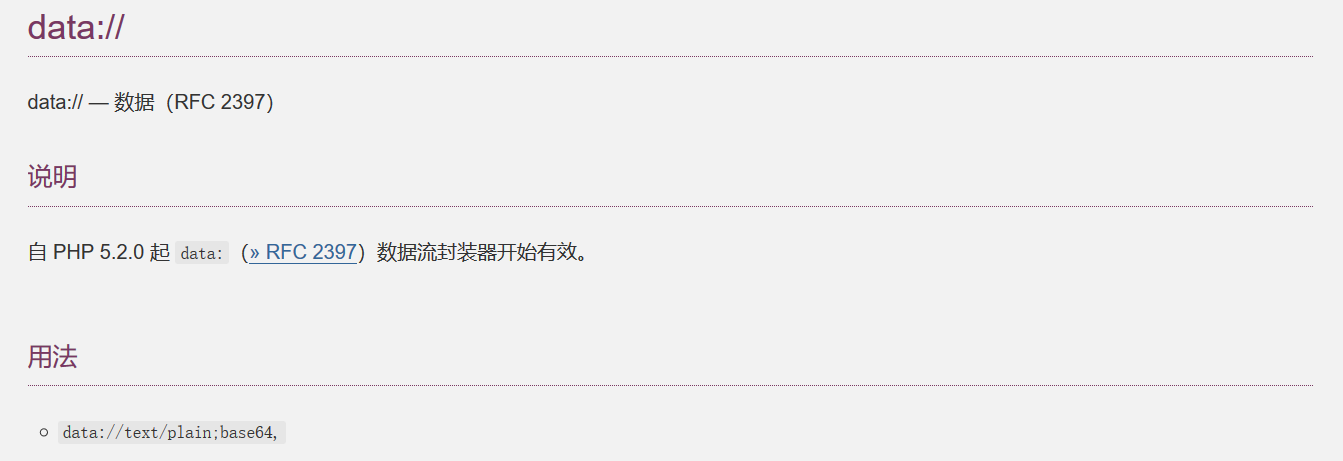 data://
data:// — 数据（RFC 2397）
说明
自 PHP 5.2.0 起 data:（» RFC 2397）数据流封装器开始有效。
用法
data://text/plain;base64,